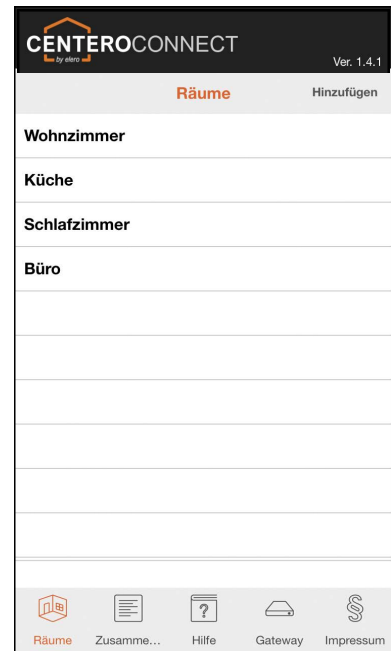 CENTEROCONNECT
by elero
Ver. 1.4.1
Räume Hinzufügen
Wohnzimmer
Küche
Schlafzimmer
Büro
?
§
Räume Zusamme... Hilfe Gateway Impressum